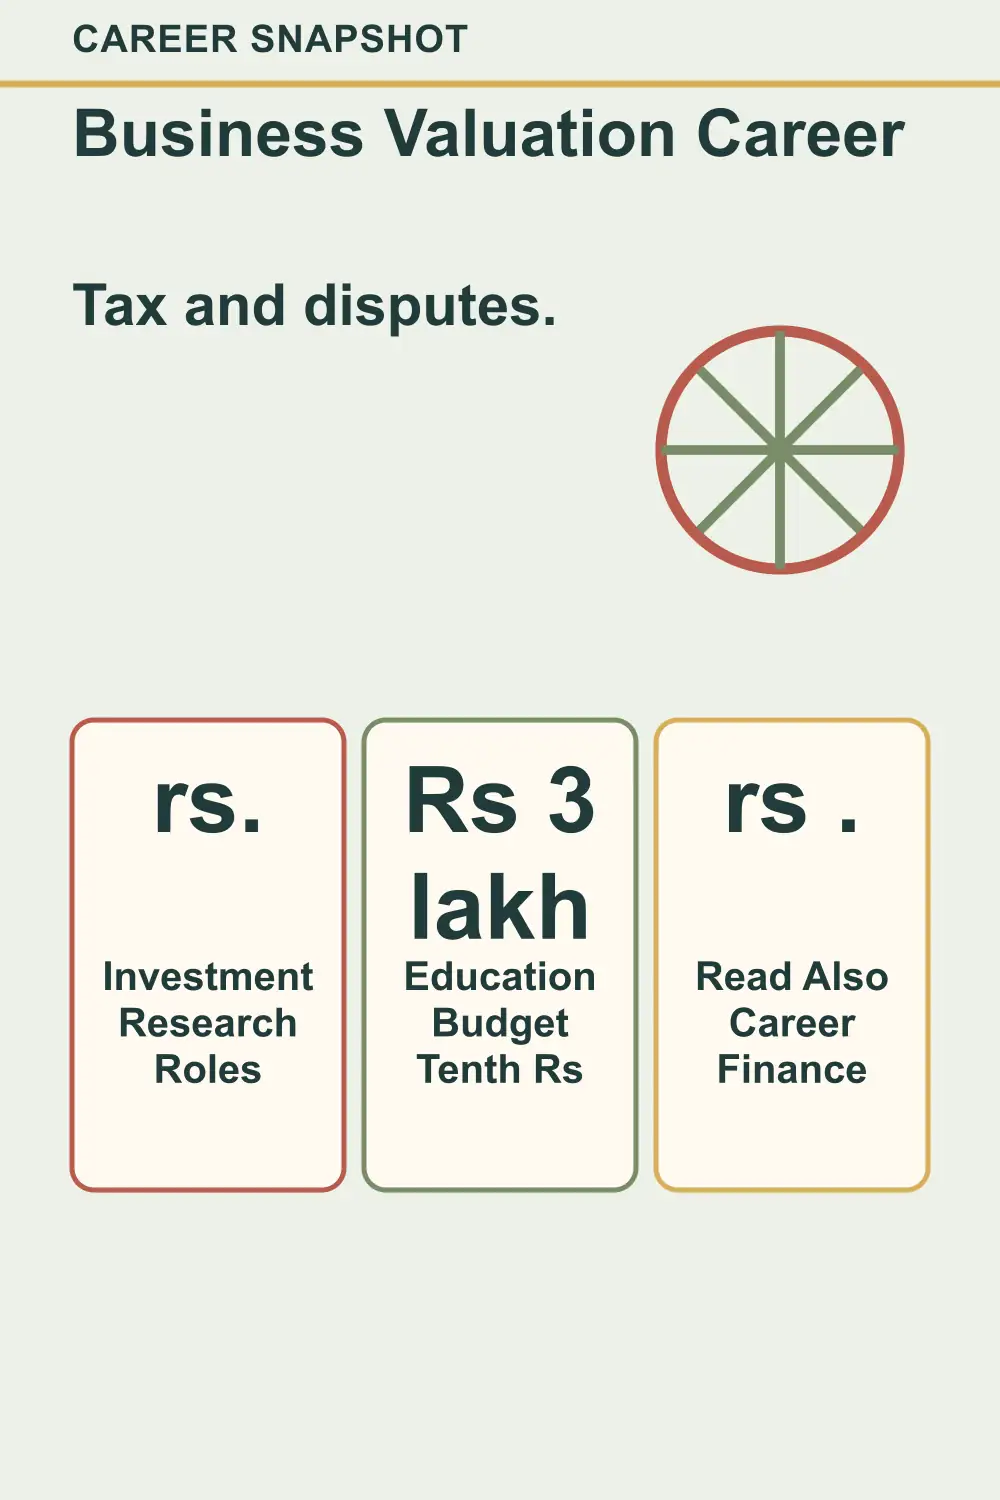 CAREER SNAPSHOT
Business Valuation Career
Tax and disputes.
rs.
Investment
Research
Roles
Rs 3
lakh
Education
Budget
Tenth Rs
rs .
Read Also
Career
Finance